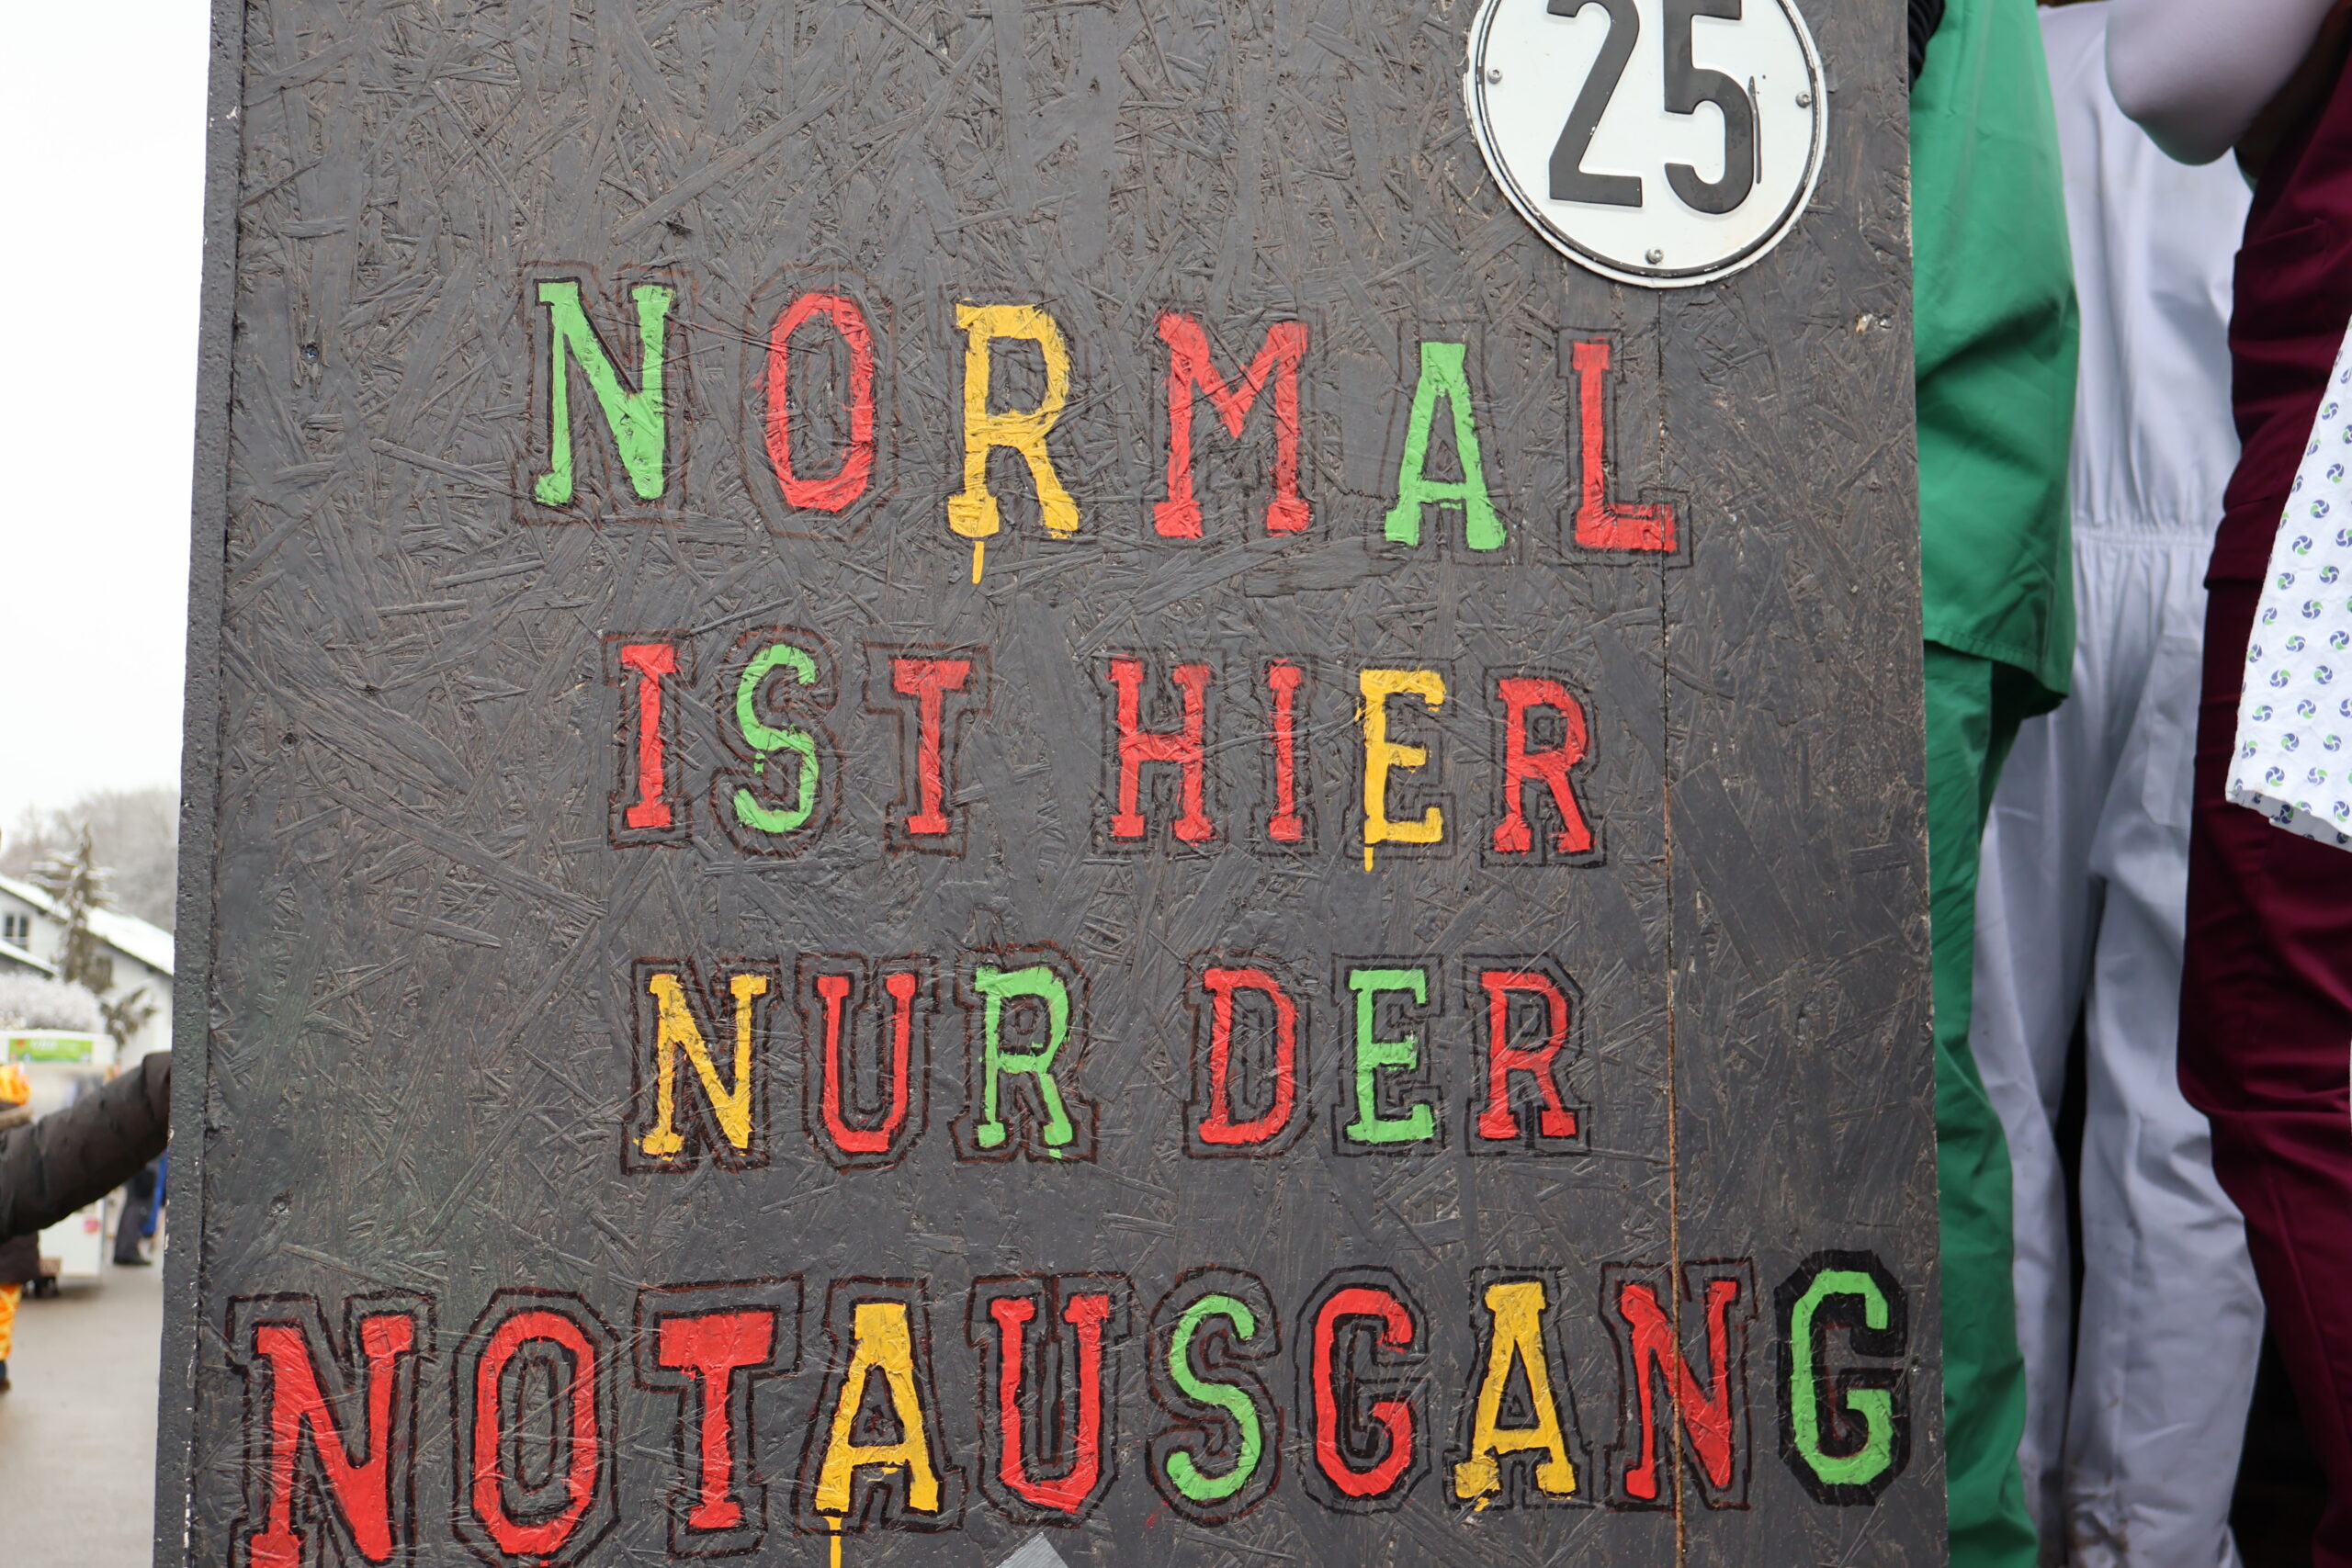 25
NORMAL
IST HIER
NUR DER
NOTAUSGANG